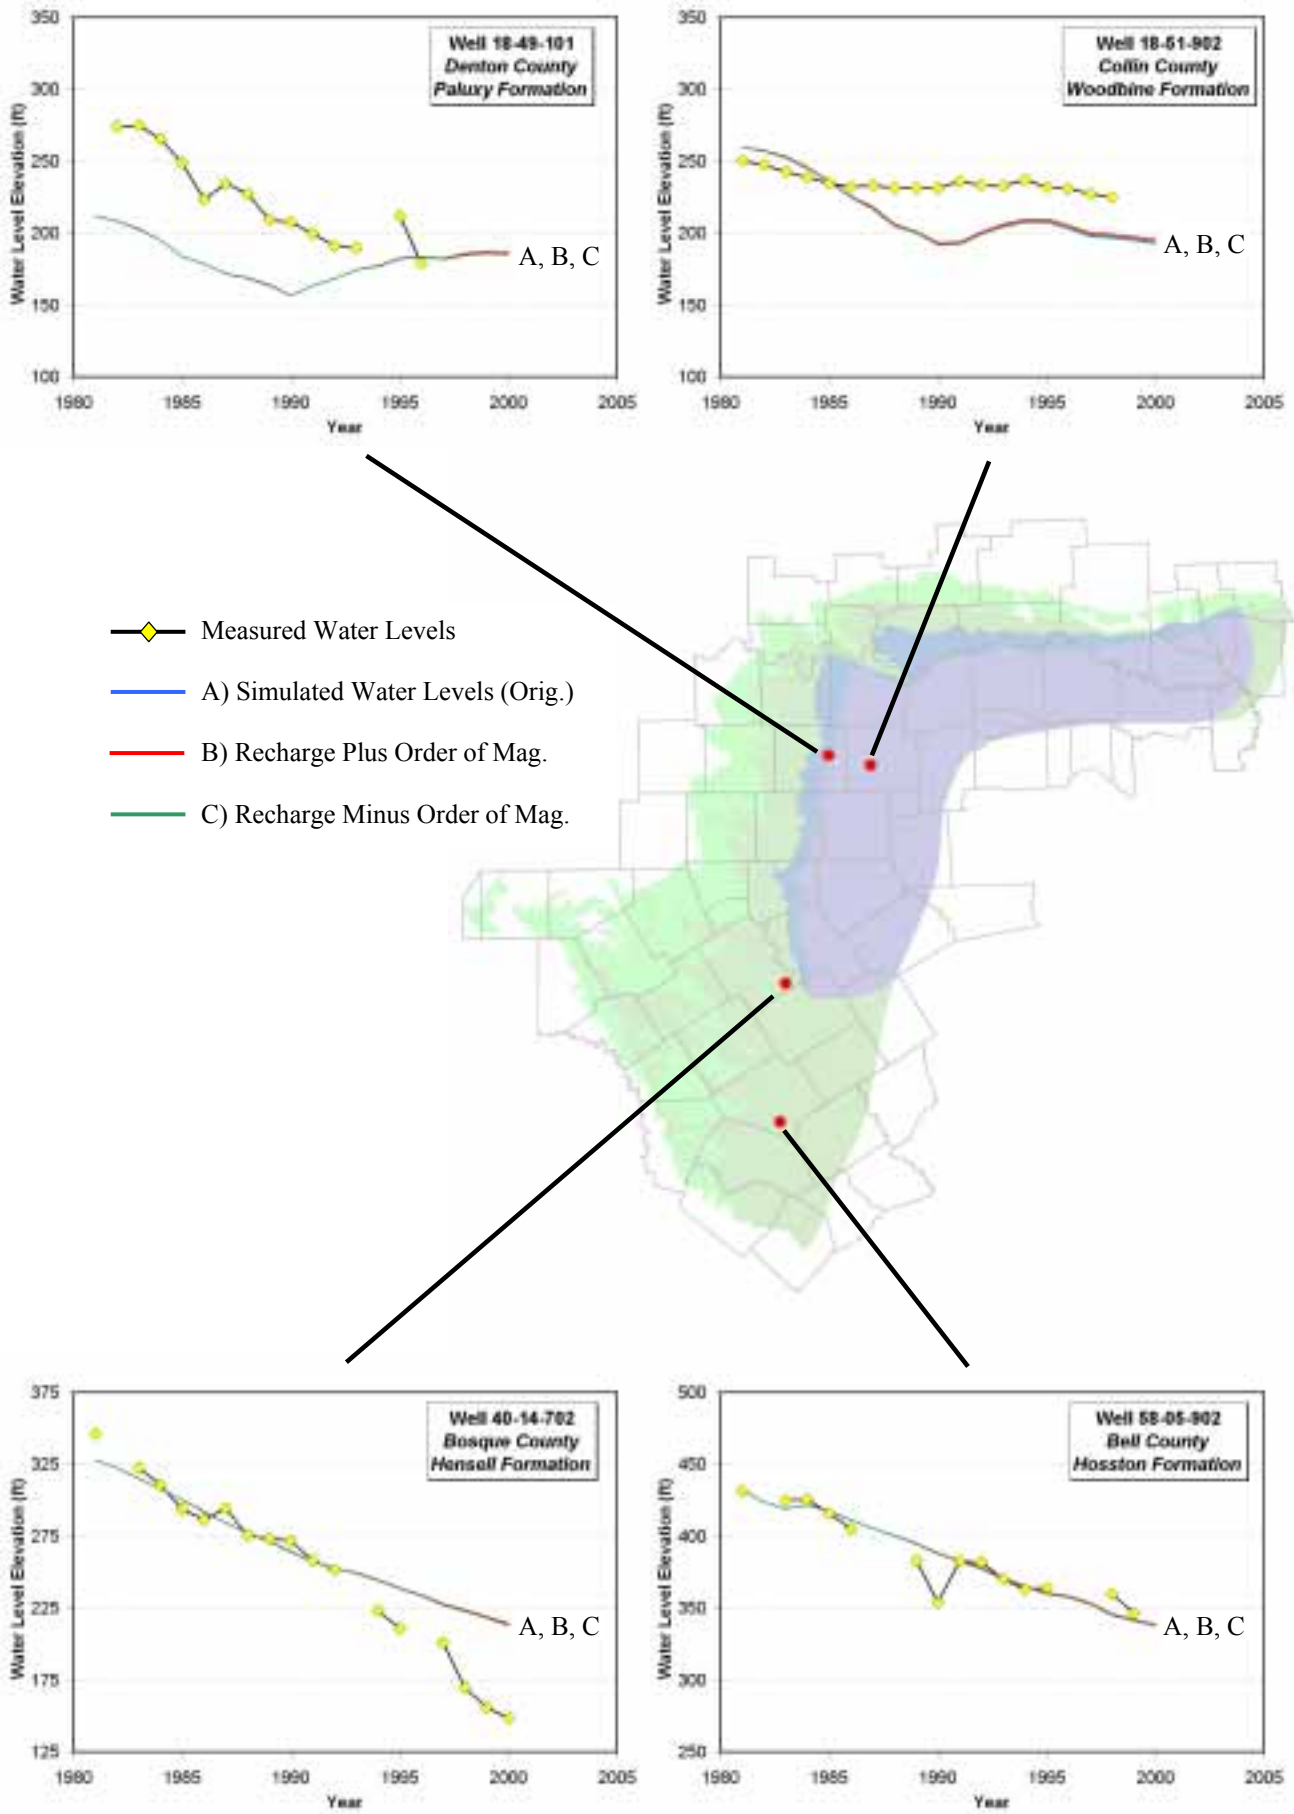 350
300
250
200
150
100
Water Level Elevation (ft)
Well 18-49-101
Denton County
Paluxy Formation
A, B, C
1980 1985 1990 1995 2000 2005
Year
350
300
250
200
150
100
Water Level Elevation (ft)
Well 18-51-902
Collin County
Woodbine Formation
A, B, C
1980 1985 1990 1995 2000 2005
Year
Measured Water Levels
A) Simulated Water Levels (Orig.)
B) Recharge Plus Order of Mag.
C) Recharge Minus Order of Mag.
375
325
275
225
175
125
Water Level Elevation (ft)
Well 40-14-702
Bosque County
Hensell Formation
A, B, C
1980 1985 1990 1995 2000 2005
Year
500
450
400
350
300
250
Water Level Elevation (ft)
Well 58-05-902
Bell County
Hosston Formation
A, B, C
1980 1985 1990 1995 2000 2005
Year